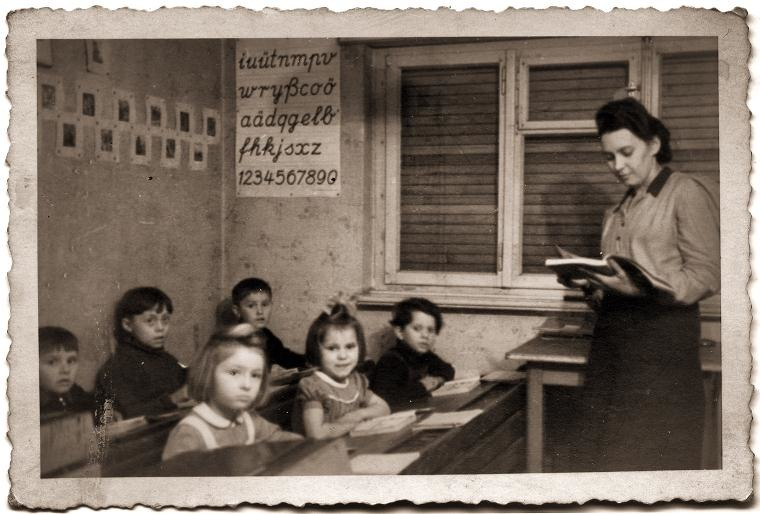 iuütnmpv
wryßcoö
aädqgelb
fhkjsxz
1234567890